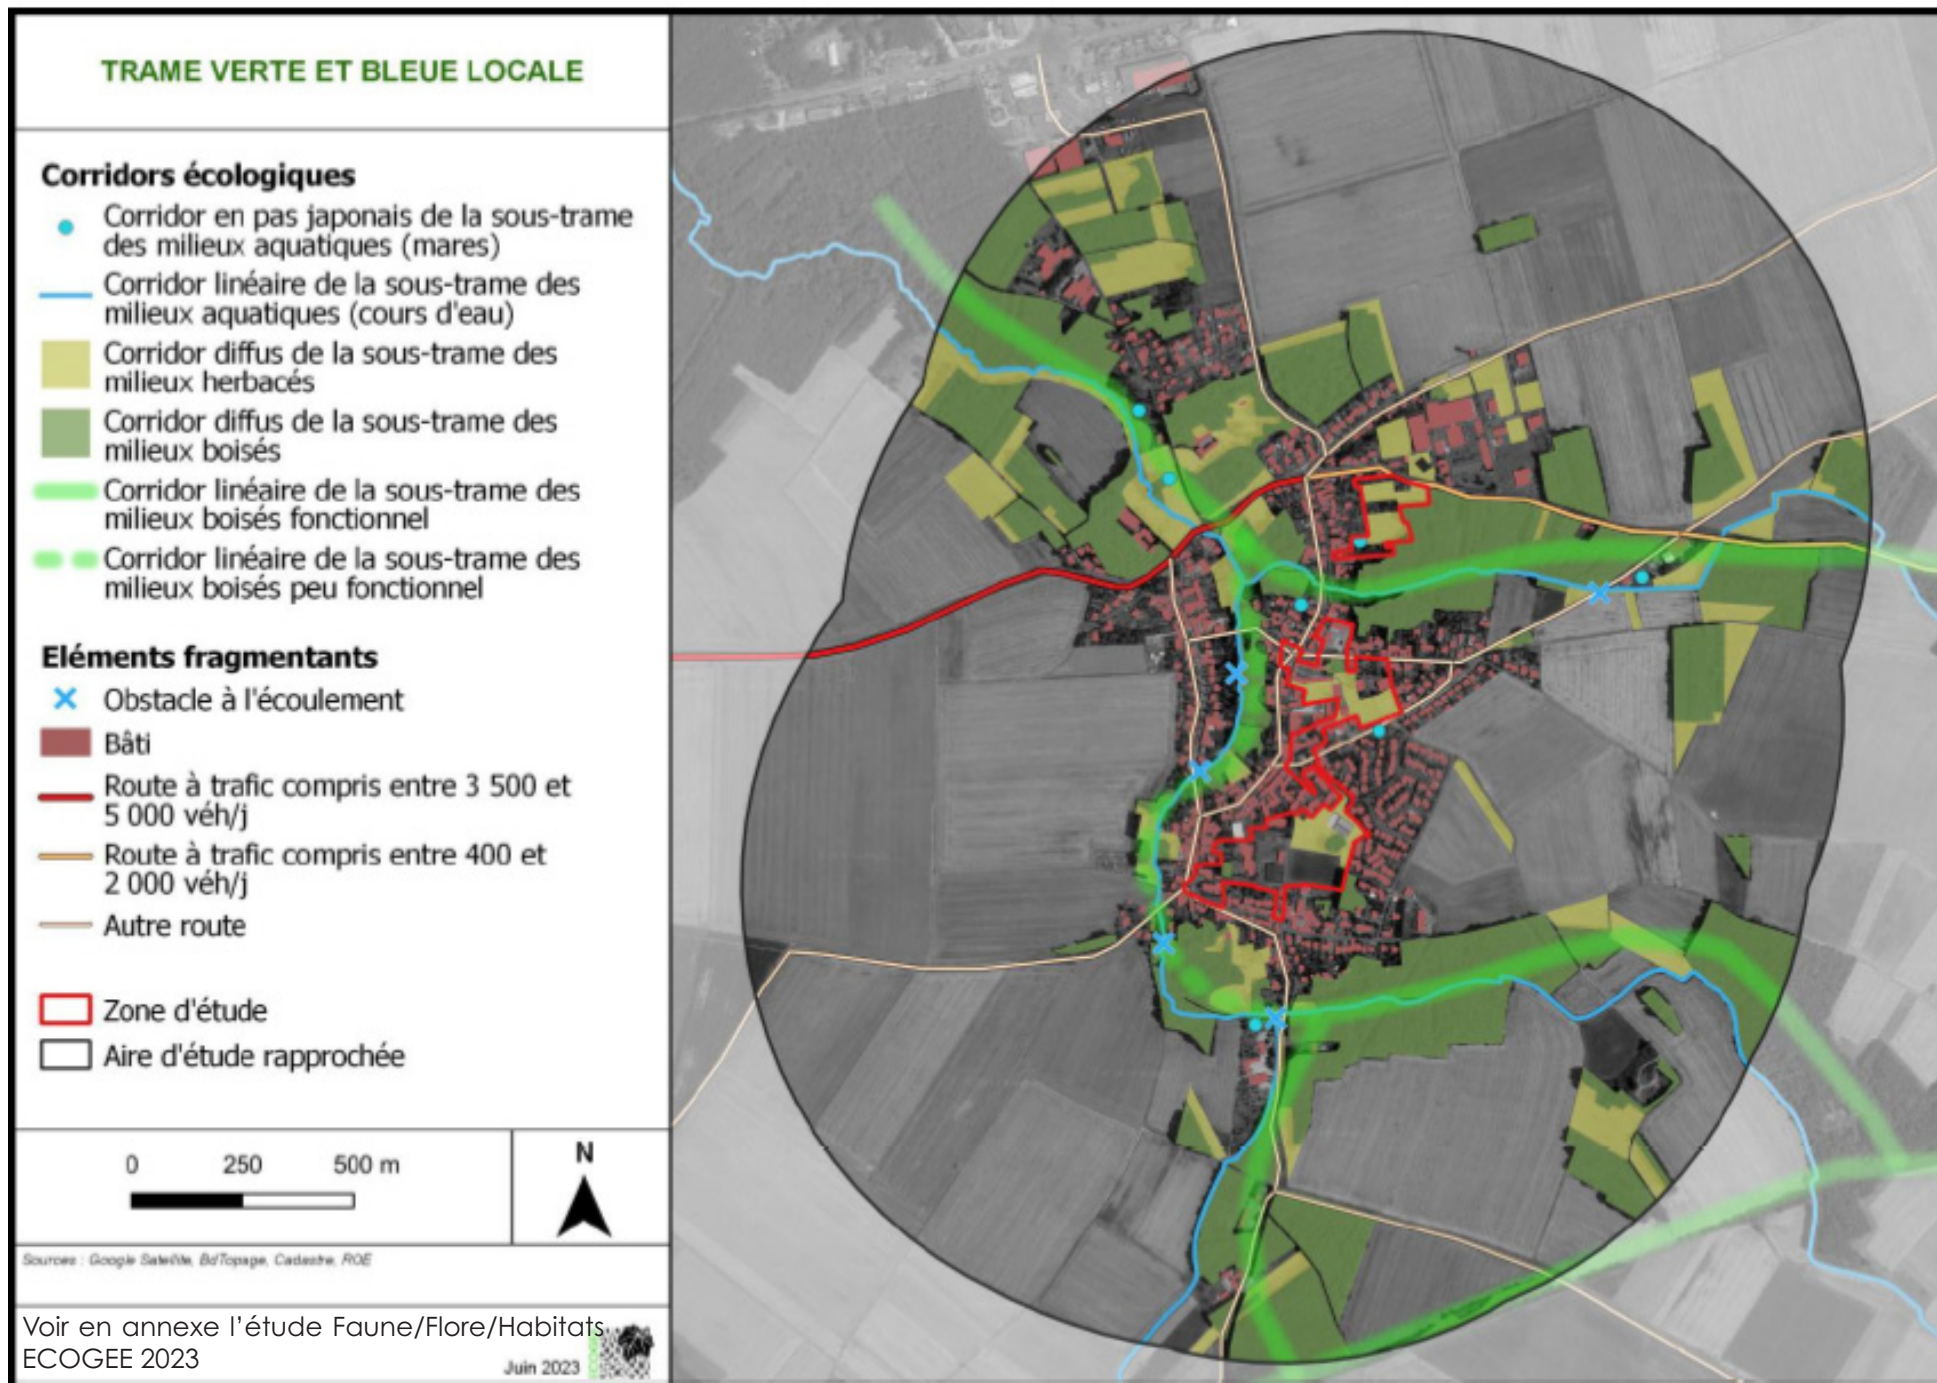 TRAME VERTE ET BLEUE LOCALE
Corridors écologiques
Corridor en pas japonais de la sous-trame
des milieux aquatiques (mares)
Corridor linéaire de la sous-trame des
milieux aquatiques (cours d'eau)
Corridor diffus de la sous-trame des
milieux herbacés
Corridor diffus de la sous-trame des
milieux boisés
Corridor linéaire de la sous-trame des
milieux boisés fonctionnel
Corridor linéaire de la sous-trame des
milieux boisés peu fonctionnel
Eléments fragmentants
Obstacle à l'écoulement
Bâti
Route à trafic compris entre 3 500 et
5 000 véh/j
Route à trafic compris entre 400 et
2 000 véh/j
Autre route
Zone d'étude
Aire d'étude rapprochée
0 250 500 m
N
Sources : Google Satellite, BdTopage, Cadastre, ROE
Voir en annexe l'étude Faune/Flore/Habitats
ECOGEE 2023
Juin 2023